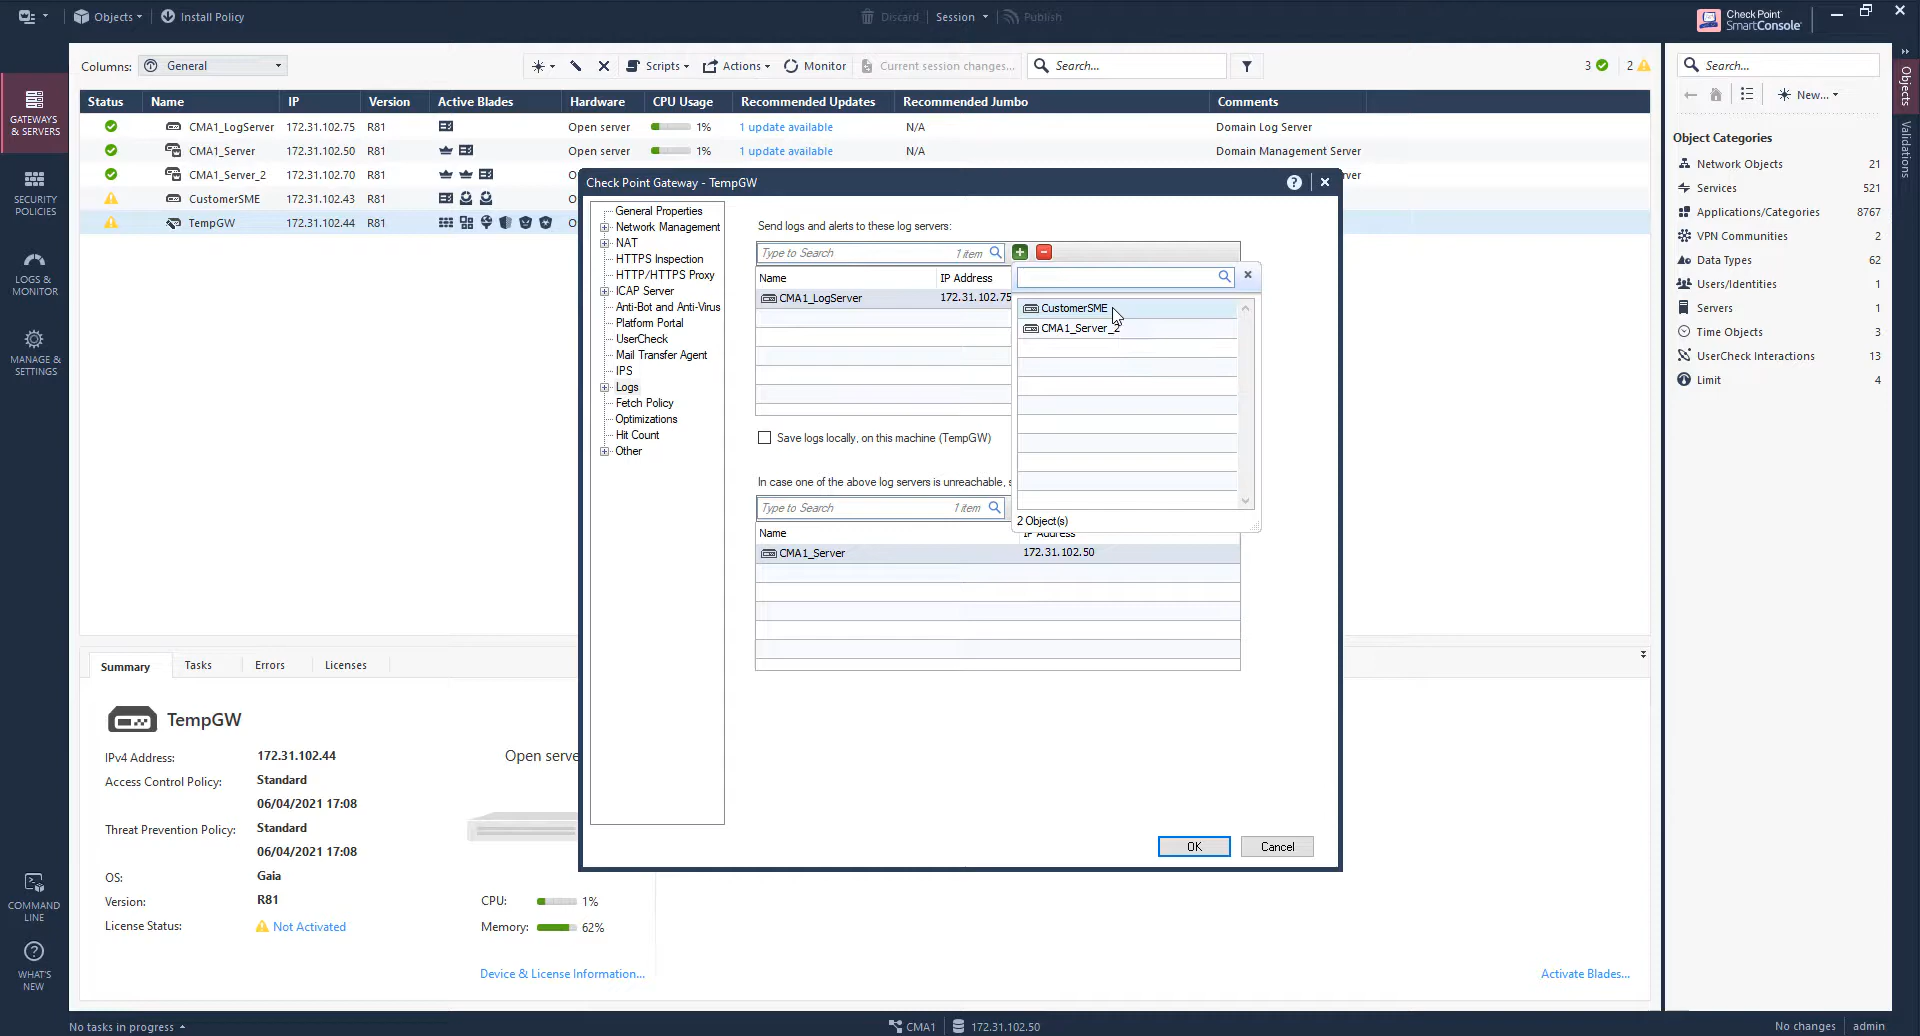 Objects
Install Policy
Discard
Session
Publish
Check Point
SmartConsole
Columns:
General
Scripts
Actions
Monitor
Current session changes...
Search...
3
2
Status Name IP Version Active Blades Hardware CPU Usage Recommended Updates Recommended Jumbo Comments
CMA1_LogServer 172.31.102.75 R81 Open server 1% 1 update available N/A Domain Log Server
CMA1_Server 172.31.102.50 R81 Open server 1% 1 update available N/A Domain Management Server
CMA1_Server_2 172.31.102.70 R81
CustomerSME 172.31.102.43 R81
TempGW 172.31.102.44 R81
GATEWAYS
& SERVERS
SECURITY
POLICIES
LOGS &
MONITOR
MANAGE &
SETTINGS
COMMAND
LINE
WHAT'S
NEW
Check Point Gateway - TempGW
General Properties
Network Management
NAT
HTTPS Inspection
HTTP/HTTPS Proxy
ICAP Server
Anti-Bot and Anti-Virus
Platform Portal
UserCheck
Mail Transfer Agent
IPS
Logs
Fetch Policy
Optimizations
Hit Count
Other
Send logs and alerts to these log servers:
Type to Search 1 item
Name IP Address
CMA1_LogServer 172.31.102.75
CustomerSME
CMA1_Server_2
2 Object(s)
Save logs locally, on this machine (TempGW)
In case one of the above log servers is unreachable,
Type to Search 1 item
Name IP Address
CMA1_Server 172.31.102.50
OK
Cancel
Summary Tasks Errors Licenses
TempGW
IPv4 Address: 172.31.102.44
Access Control Policy: Standard
06/04/2021 17:08
Threat Prevention Policy: Standard
06/04/2021 17:08
OS: Gaia
Version: R81
License Status: Not Activated
Open serve
CPU: 1%
Memory: 62%
Device & License Information...
Activate Blades...
Search...
New...
Object Categories
Network Objects 21
Services 521
Applications/Categories 8767
VPN Communities 2
Data Types 62
Users/Identities 1
Servers 1
Time Objects 3
UserCheck Interactions 13
Limit 4
Objects
Validations
No tasks in progress
CMA1
172.31.102.50
No changes
admin